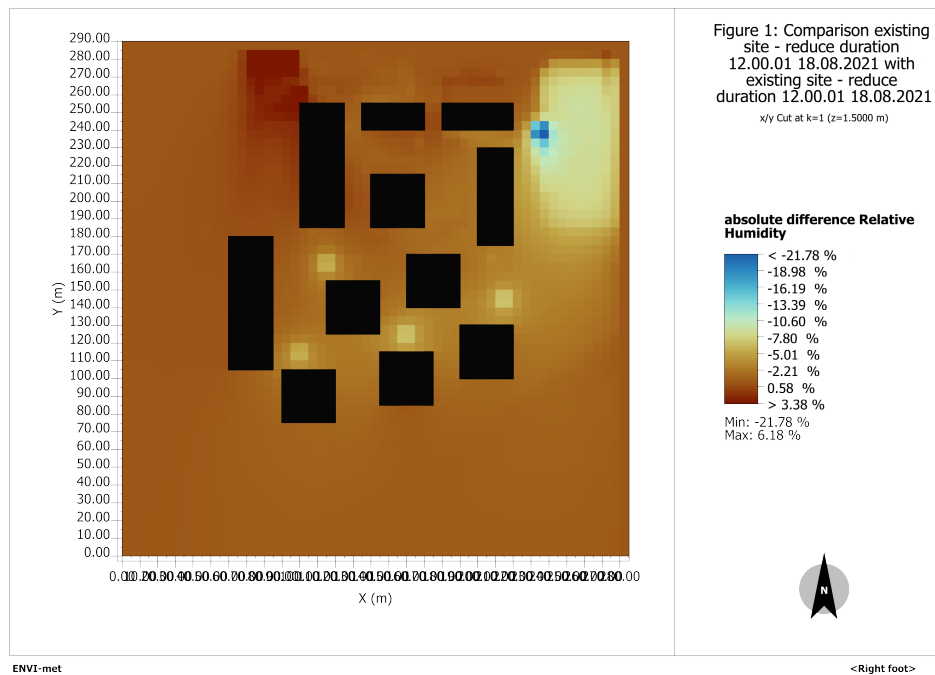 Figure 1: Comparison existing
site - reduce duration
12.00.01 18.08.2021 with
existing site - reduce
duration 12.00.01 18.08.2021
x/y Cut at k=1 (z=1.5000 m)
290.00
280.00
270.00
260.00
250.00
240.00
230.00
220.00
210.00
200.00
190.00
180.00
170.00
160.00
150.00
140.00
130.00
120.00
110.00
100.00
90.00
80.00
70.00
60.00
50.00
40.00
30.00
20.00
10.00
0.00
Y (m)
X (m)
absolute difference Relative
Humidity
< -21.78 %
-18.98 %
-16.19 %
-13.39 %
-10.60 %
-7.80 %
-5.01 %
-2.21 %
0.58 %
> 3.38 %
Min: -21.78 %
Max: 6.18 %
N
ENVI-met
<Right foot>